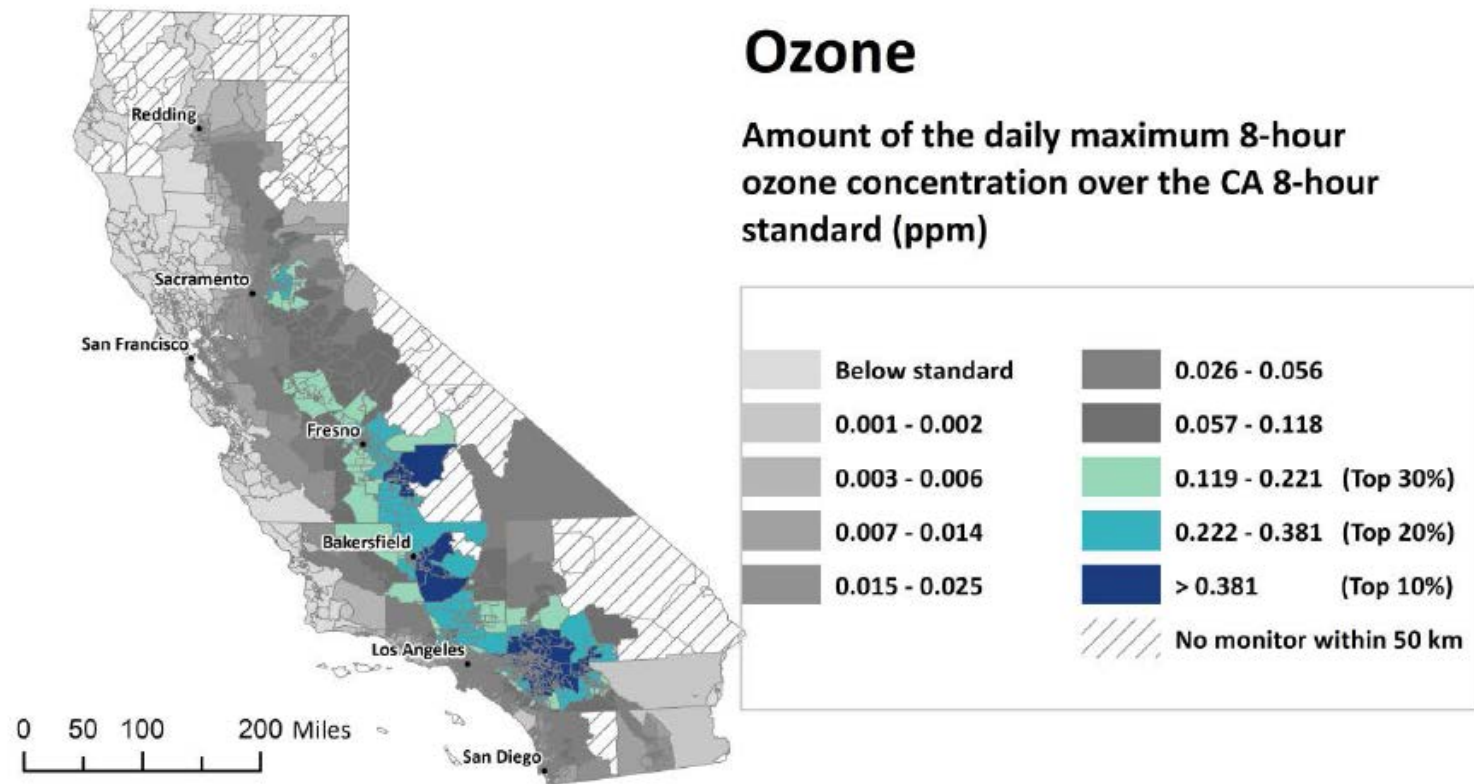 Ozone
Amount of the daily maximum 8-hour
ozone concentration over the CA 8-hour
standard (ppm)
Redding
Sacramento
San Francisco
Fresno
Bakersfield
Los Angeles
San Diego
0 50 100 200 Miles
Below standard
0.001 - 0.002
0.003 - 0.006
0.007 - 0.014
0.015 - 0.025
0.026 - 0.056
0.057 - 0.118
0.119 - 0.221 (Top 30%)
0.222 - 0.381 (Top 20%)
> 0.381 (Top 10%)
No monitor within 50 km